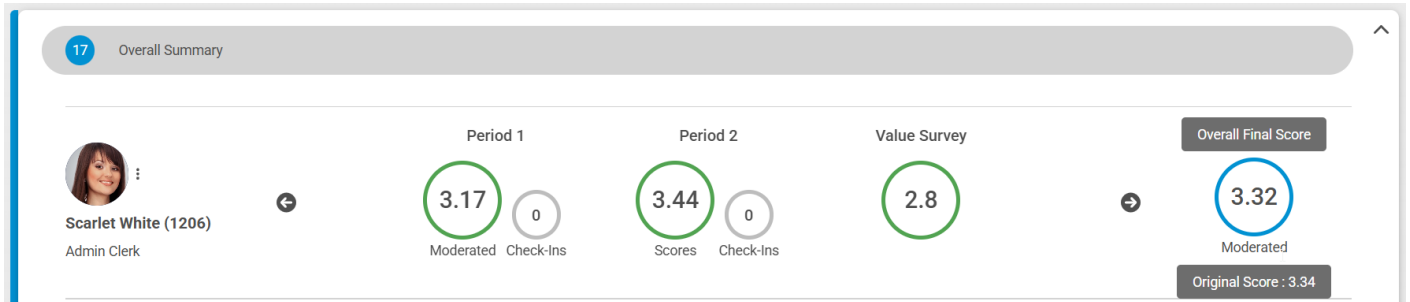 17 Overall Summary
Period 1 Period 2 Value Survey Overall Final Score
3.17 0 3.44 0 2.8 3.32
Scarlet White (1206)
Moderated Check-Ins Scores Check-Ins Moderated
Admin Clerk
Original Score : 3.34